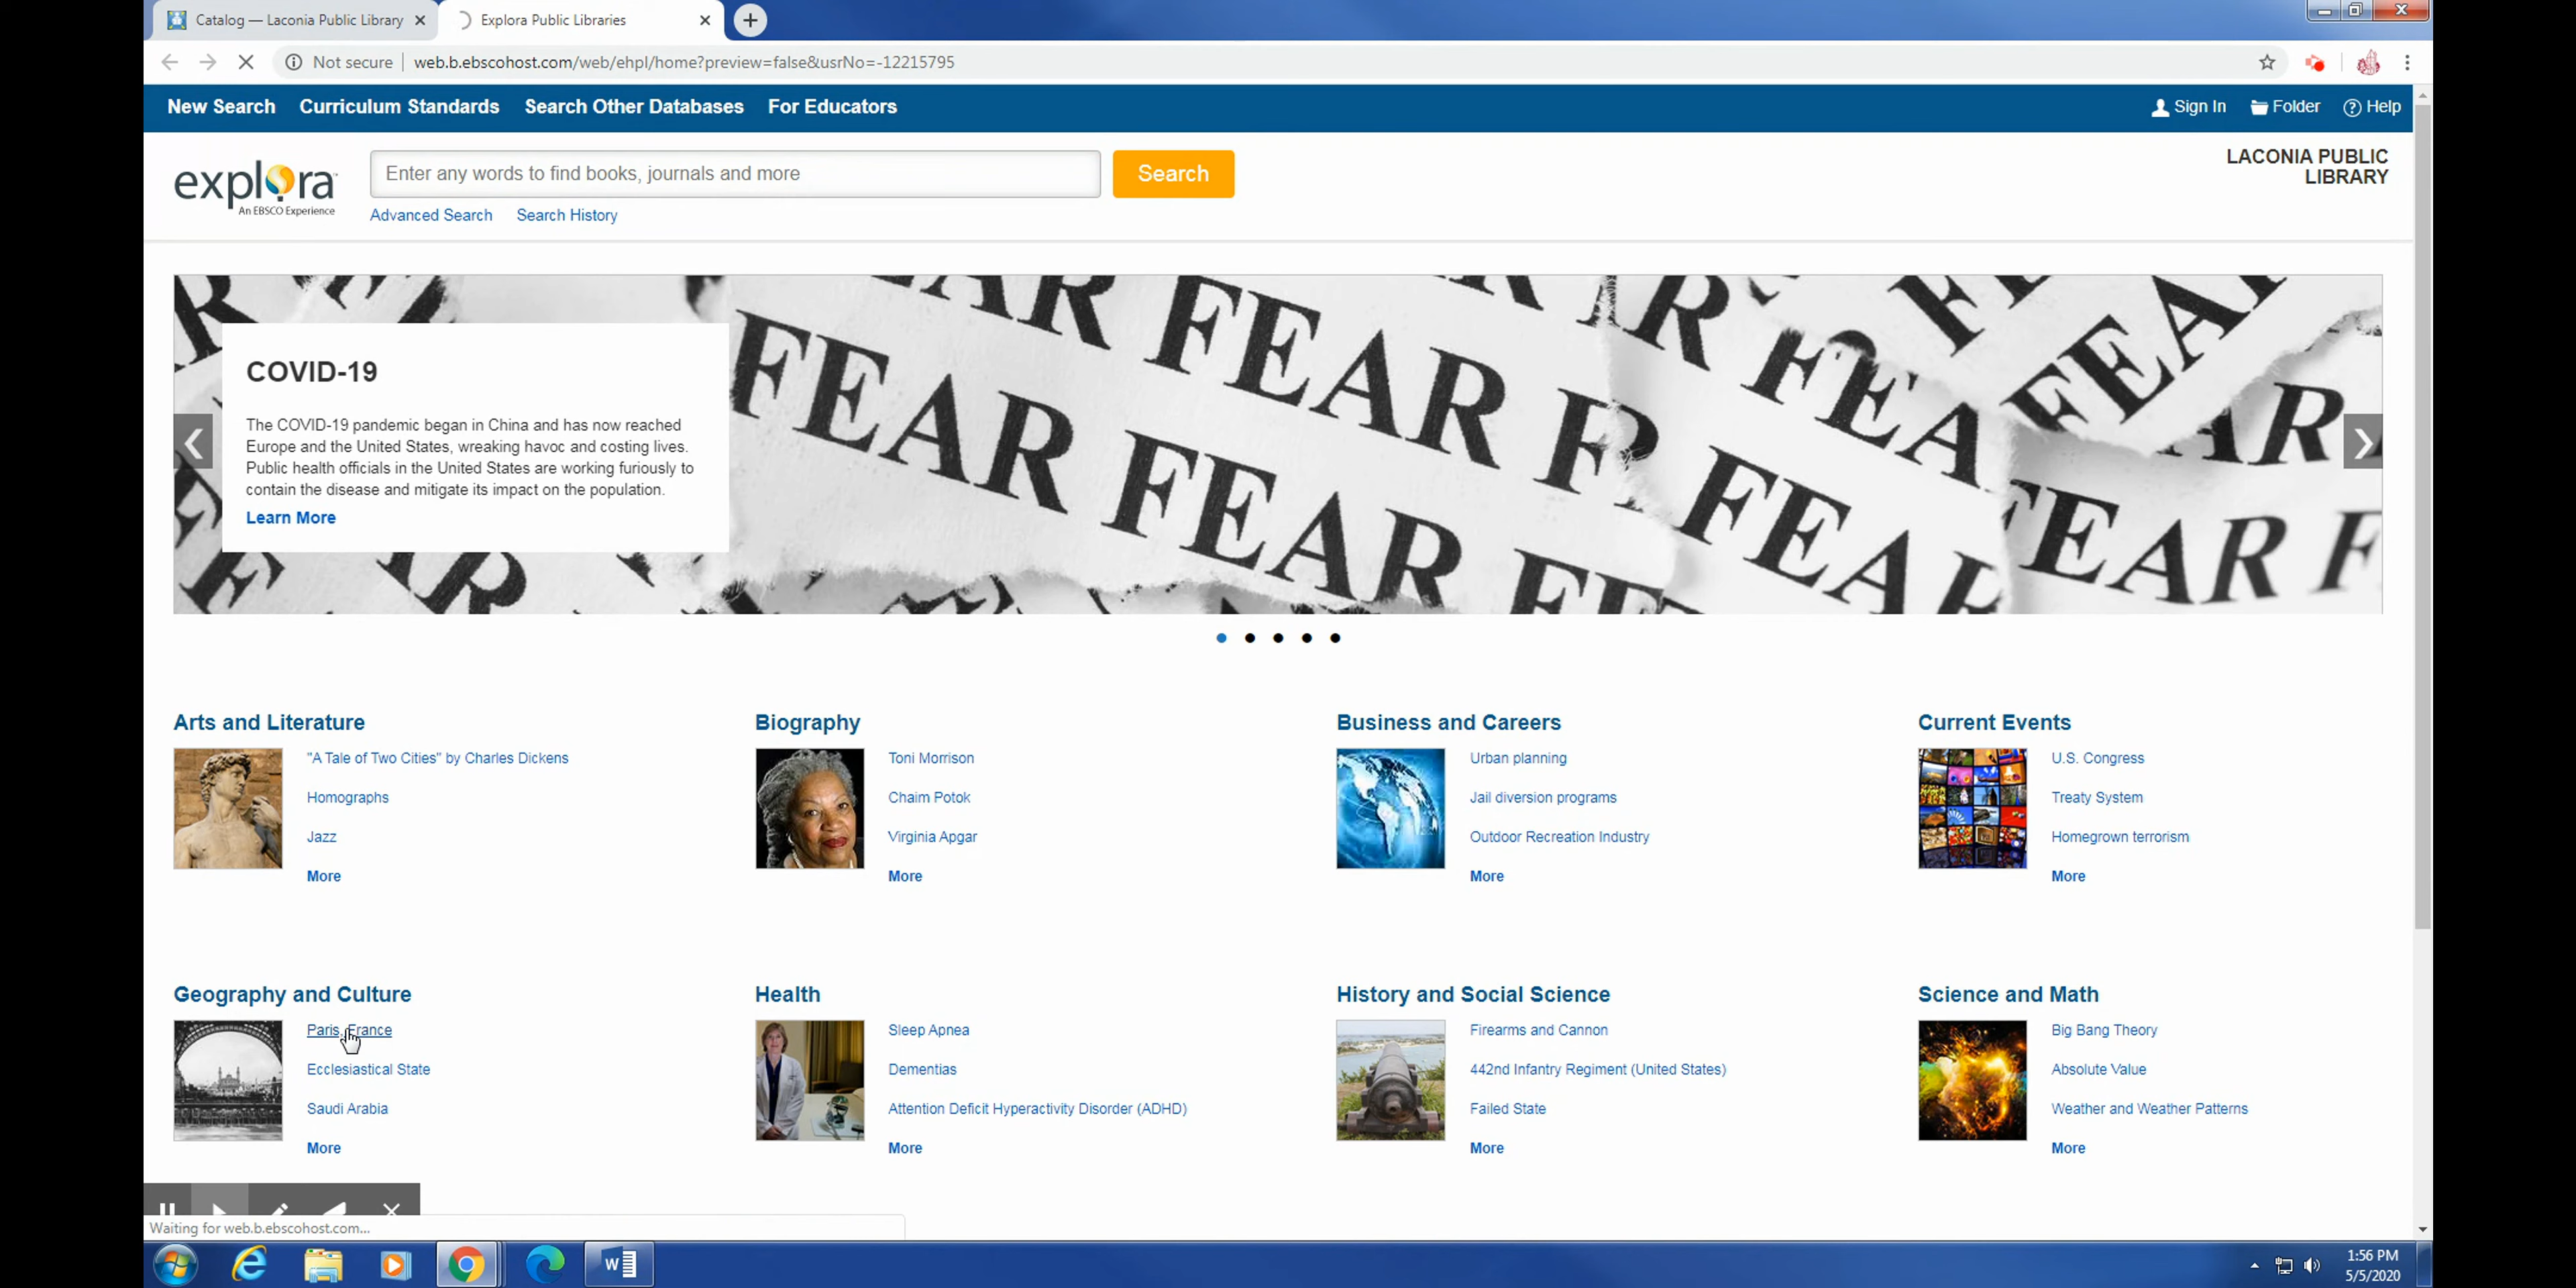 Catalog — Laconia Public Library
Explora Public Libraries
Not secure
web.b.ebscohost.com/web/ehpl/home?preview=false&usrNo=-12215795
New Search Curriculum Standards Search Other Databases For Educators
Sign In Folder Help
explora
An EBSCO Experience
Enter any words to find books, journals and more
Search
Advanced Search Search History
LACONIA PUBLIC
LIBRARY
FEAR FEAR FEAR FEAR
FEAR FEAR FEAR FEAR
COVID-19
The COVID-19 pandemic began in China and has now reached
Europe and the United States, wreaking havoc and costing lives.
Public health officials in the United States are working furiously to
contain the disease and mitigate its impact on the population.
Learn More
Arts and Literature
"A Tale of Two Cities" by Charles Dickens
Homographs
Jazz
More
Biography
Toni Morrison
Chaim Potok
Virginia Apgar
More
Business and Careers
Urban planning
Jail diversion programs
Outdoor Recreation Industry
More
Current Events
U.S. Congress
Treaty System
Homegrown terrorism
More
Geography and Culture
Paris, France
Ecclesiastical State
Saudi Arabia
More
Health
Sleep Apnea
Dementias
Attention Deficit Hyperactivity Disorder (ADHD)
More
History and Social Science
Firearms and Cannon
442nd Infantry Regiment (United States)
Failed State
More
Science and Math
Big Bang Theory
Absolute Value
Weather and Weather Patterns
More
Waiting for web.b.ebscohost.com...
1:56 PM
5/5/2020